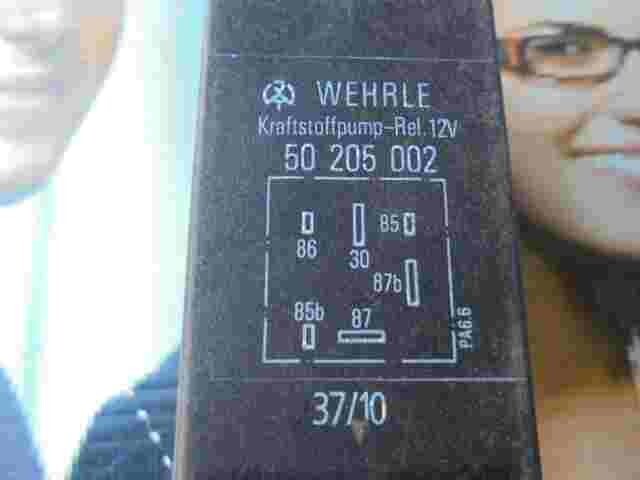 WEHRLE
Kraftstoffpump-Rel. 12V
50 205 002
86 30 85
87b
85b 87
PA6.6
37/10